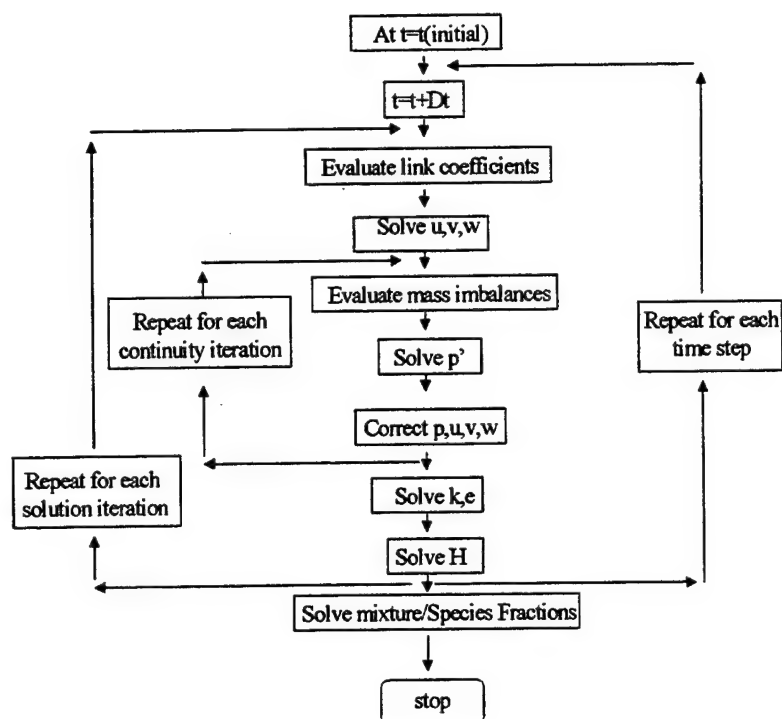 At t=t(initial)
t=t+Dt
Evaluate link coefficients
Solve u,v,w
Evaluate mass imbalances
Repeat for each
continuity iteration
Repeat for each
time step
Solve p’
Correct p,u,v,w
Repeat for each
solution iteration
Solve k,e
Solve H
Solve mixture/Species Fractions
stop